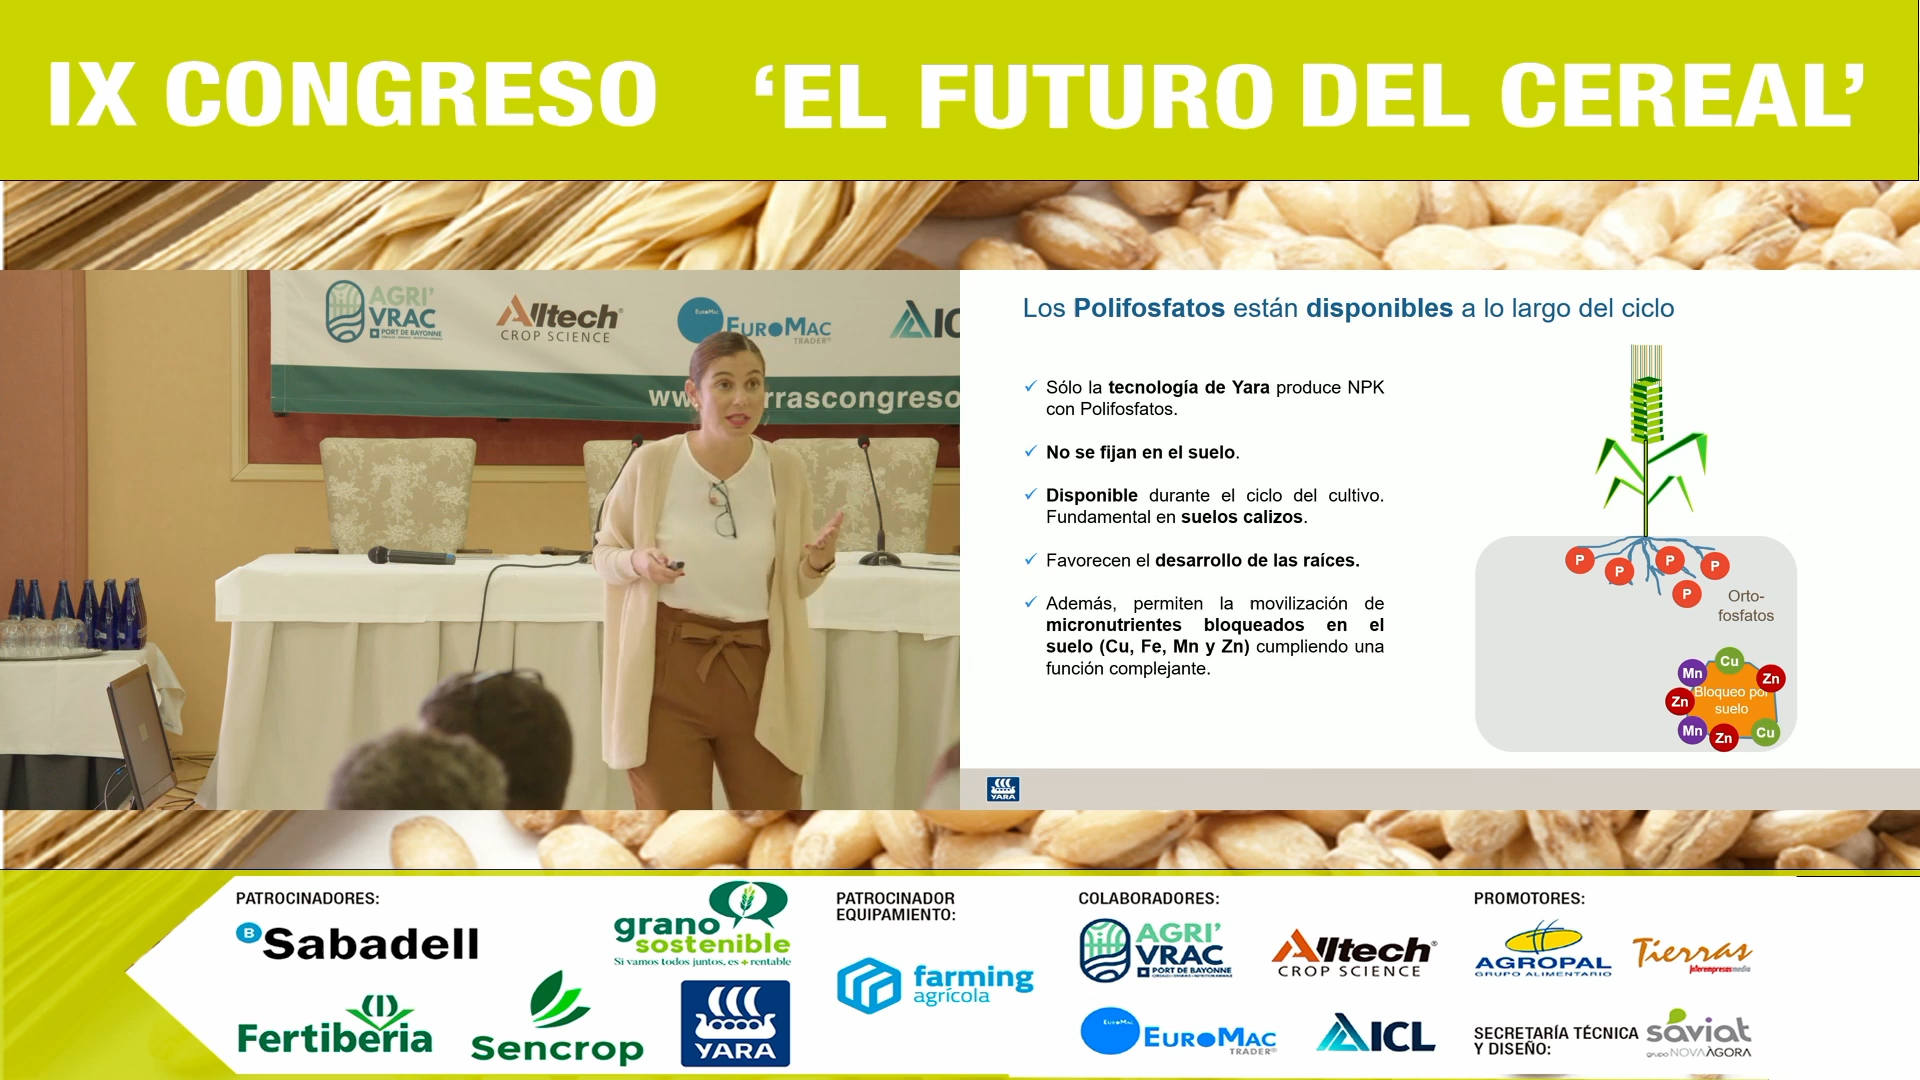 IX CONGRESO 'EL FUTURO DEL CEREAL'
AGRI'
VRAC
PORT DE BAYONNE
Alltech®
CROP SCIENCE
EuroMac
EUROMAC
TRADER®
Los Polifosfatos están disponibles a lo largo del ciclo
✓ Sólo la tecnología de Yara produce NPK
con Polifosfatos.
✓ No se fijan en el suelo.
✓ Disponible durante el ciclo del cultivo.
Fundamental en suelos calizos.
✓ Favorecen el desarrollo de las raíces.
✓ Además, permiten la movilización de
micronutrientes bloqueados en el
suelo (Cu, Fe, Mn y Zn) cumpliendo una
función complejante.
P
P
P
P
P
Orto-
fosfatos
Cu
Mn
Zn
Bloqueo por
suelo
Zn
Mn
Zn
Cu
YARA
PATROCINADORES:
B Sabadell
grano
sostenible
Si vamos todos juntos, es + rentable
Fertiberia
Sencrop
YARA
PATROCINADOR
EQUIPAMIENTO:
farming
agrícola
COLABORADORES:
AGRI'
VRAC
PORT DE BAYONNE
Alltech®
CROP SCIENCE
EuroMac
EUROMAC
TRADER®
ICL
PROMOTORES:
AGROPAL
GRUPO ALIMENTARIO
Tierras
Interempresasmedia
SECRETARÍA TÉCNICA
Y DISEÑO:
saviat
grupo NOVAÀGORA